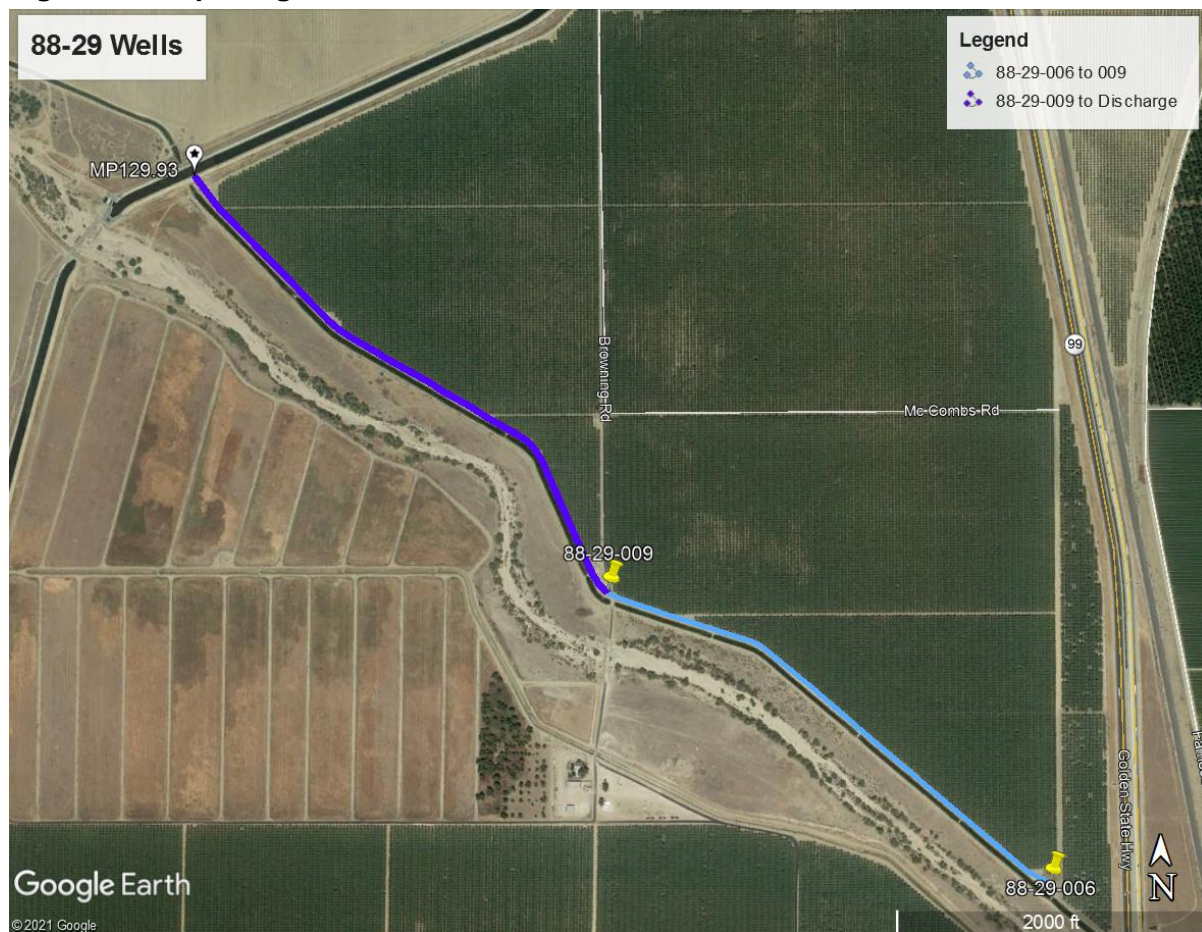 88-29 Wells
Legend
88-29-006 to 009
88-29-009 to Discharge
MP129.93
99
Browning Rd
Mc Combs Rd
88-29-009
Golden State Hwy
88-29-006
N
2000 ft
Google Earth
© 2021 Google